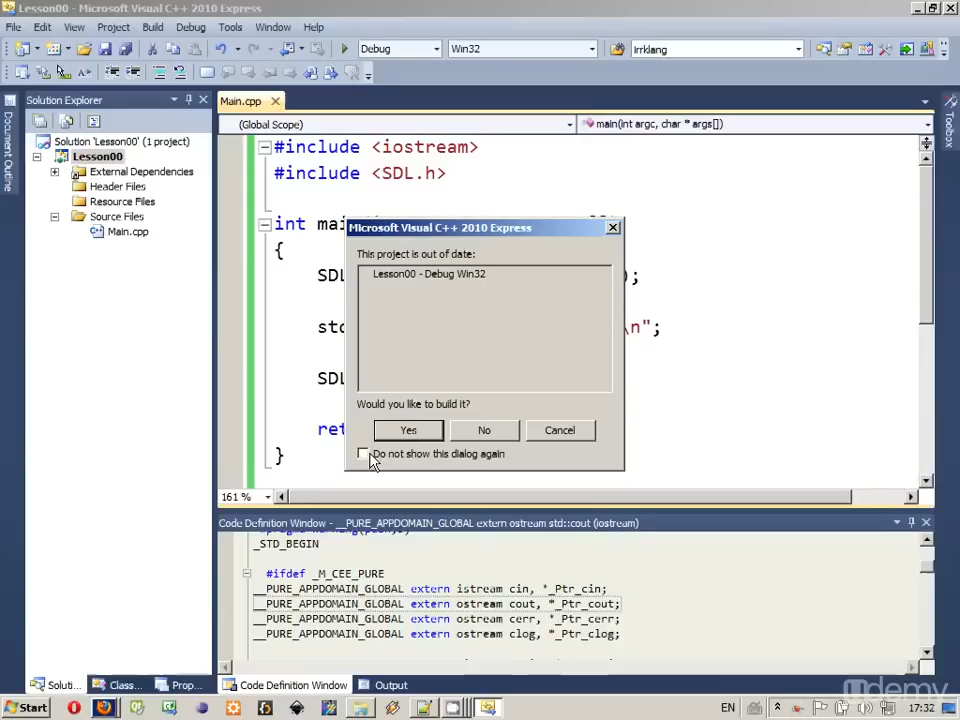 Lesson00 - Microsoft Visual C++ 2010 Express
File Edit View Project Build Debug Tools Window Help
Debug Win32 Irrklang
Document Outline
Solution Explorer
Solution 'Lesson00' (1 project)
Lesson00
External Dependencies
Header Files
Resource Files
Source Files
Main.cpp
Main.cpp
(Global Scope) main(int argc, char * args[])
#include <iostream>
#include <SDL.h>
int mai
{
SDL );
std \n";
SDL
ret
}
161 %
Microsoft Visual C++ 2010 Express
This project is out of date:
Lesson00 - Debug Win32
Would you like to build it?
Yes No Cancel
Do not show this dialog again
Toolbox
Code Definition Window - __PURE_APPDOMAIN_GLOBAL extern ostream std::cout (iostream)
_STD_BEGIN
#ifdef _M_CEE_PURE
__PURE_APPDOMAIN_GLOBAL extern istream cin, *_Ptr_cin;
__PURE_APPDOMAIN_GLOBAL extern ostream cout, *_Ptr_cout;
__PURE_APPDOMAIN_GLOBAL extern ostream cerr, *_Ptr_cerr;
__PURE_APPDOMAIN_GLOBAL extern ostream clog, *_Ptr_clog;
Soluti... Class... Prop... Code Definition Window Output
udemy
Start EN 17:32